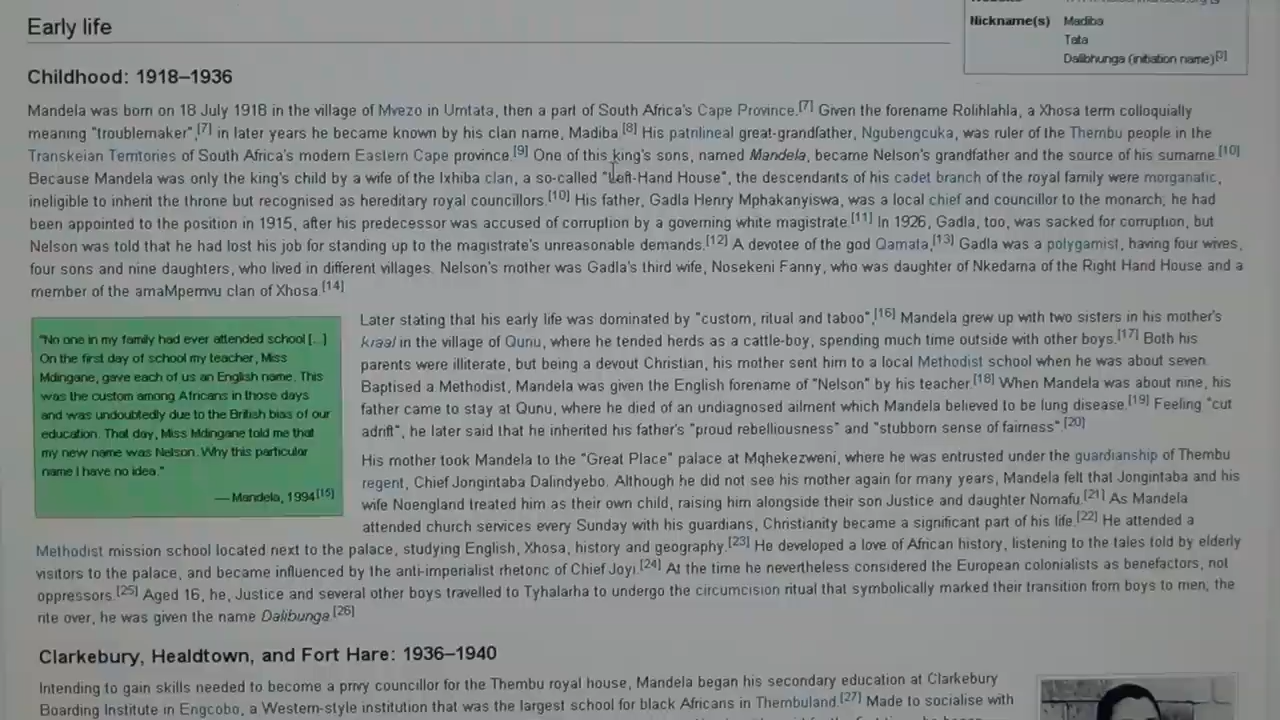 Early life
Nickname(s) Madiba
Tata
Dalibhunga (initiation name)[3]
Childhood: 1918–1936
Mandela was born on 18 July 1918 in the village of Mvezo in Umtata, then a part of South Africa's Cape Province.[7] Given the forename Rolihlahla, a Xhosa term colloquially
meaning "troublemaker",[7] in later years he became known by his clan name, Madiba.[8] His patrilineal great-grandfather, Ngubengcuka, was ruler of the Thembu people in the
Transkeian Territories of South Africa's modern Eastern Cape province.[9] One of this king's sons, named Mandela, became Nelson's grandfather and the source of his surname.[10]
Because Mandela was only the king's child by a wife of the Ixhiba clan, a so-called "Left-Hand House", the descendants of his cadet branch of the royal family were morganatic,
ineligible to inherit the throne but recognised as hereditary royal councillors.[10] His father, Gadla Henry Mphakanyiswa, was a local chief and councillor to the monarch; he had
been appointed to the position in 1915, after his predecessor was accused of corruption by a governing white magistrate.[11] In 1926, Gadla, too, was sacked for corruption, but
Nelson was told that he had lost his job for standing up to the magistrate's unreasonable demands.[12] A devotee of the god Qamata,[13] Gadla was a polygamist, having four wives,
four sons and nine daughters, who lived in different villages. Nelson's mother was Gadla's third wife, Nosekeni Fanny, who was daughter of Nkedama of the Right Hand House and a
member of the amaMpemvu clan of Xhosa.[14]
"No one in my family had ever attended school [...]
On the first day of school my teacher, Miss
Mdingane, gave each of us an English name. This
was the custom among Africans in those days
and was undoubtedly due to the British bias of our
education. That day, Miss Mdingane told me that
my new name was Nelson. Why this particular
name I have no idea."
— Mandela, 1994[15]
Later stating that his early life was dominated by "custom, ritual and taboo",[16] Mandela grew up with two sisters in his mother's
kraal in the village of Qunu, where he tended herds as a cattle-boy, spending much time outside with other boys.[17] Both his
parents were illiterate, but being a devout Christian, his mother sent him to a local Methodist school when he was about seven.
Baptised a Methodist, Mandela was given the English forename of "Nelson" by his teacher.[18] When Mandela was about nine, his
father came to stay at Qunu, where he died of an undiagnosed ailment which Mandela believed to be lung disease.[19] Feeling "cut
adrift", he later said that he inherited his father's "proud rebelliousness" and "stubborn sense of fairness".[20]
His mother took Mandela to the "Great Place" palace at Mqhekezweni, where he was entrusted under the guardianship of Thembu
regent, Chief Jongintaba Dalindyebo. Although he did not see his mother again for many years, Mandela felt that Jongintaba and his
wife Noengland treated him as their own child, raising him alongside their son Justice and daughter Nomafu.[21] As Mandela
attended church services every Sunday with his guardians, Christianity became a significant part of his life.[22] He attended a
Methodist mission school located next to the palace, studying English, Xhosa, history and geography.[23] He developed a love of African history, listening to the tales told by elderly
visitors to the palace, and became influenced by the anti-imperialist rhetoric of Chief Joyi.[24] At the time he nevertheless considered the European colonialists as benefactors, not
oppressors.[25] Aged 16, he, Justice and several other boys travelled to Tyhalarha to undergo the circumcision ritual that symbolically marked their transition from boys to men; the
rite over, he was given the name Dalibunga.[26]
Clarkebury, Healdtown, and Fort Hare: 1936–1940
Intending to gain skills needed to become a privy councillor for the Thembu royal house, Mandela began his secondary education at Clarkebury
Boarding Institute in Engcobo, a Western-style institution that was the largest school for black Africans in Thembuland.[27] Made to socialise with